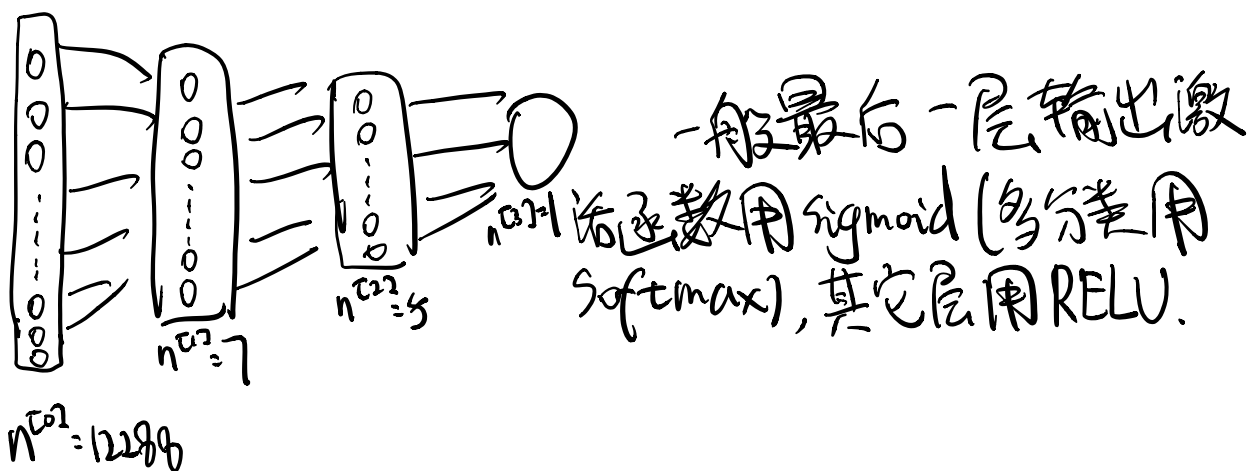 一般最后一层输出激
活函数用sigmoid(多分类用
softmax),其它层用RELU.
n^[3]=1
n^[2]=5
n^[1]=7
n^[0]=12288